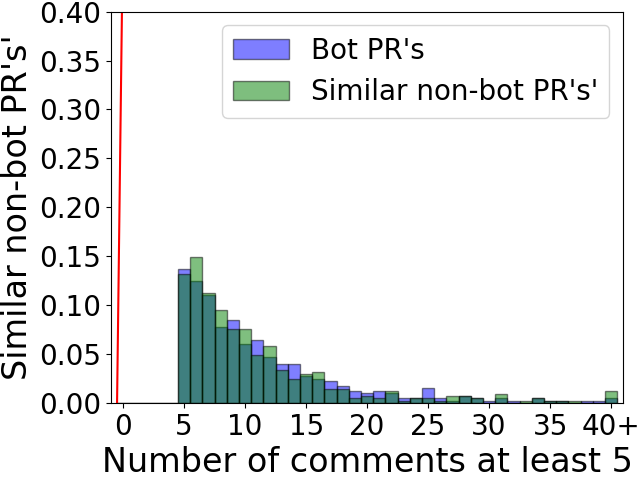 Similar non-bot PR's'
0.40
0.35
0.30
0.25
0.20
0.15
0.10
0.05
0.00
Bot PR's
Similar non-bot PR's'
0 5 10 15 20 25 30 35 40+
Number of comments at least 5